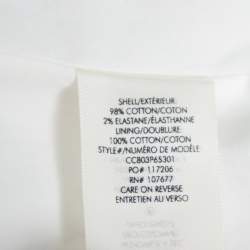 SHELL/EXTÉRIEUR
98% COTTON/COTON
2% ELASTANE/ÉLASTHANNE
LINING/DOUBLURE
100% COTTON/COTON
STYLE#/NUMÉRO DE MODÈLE
CC803P65301
PO# 117206
RN# 107677
CARE ON REVERSE
ENTRETIEN AU VERSO